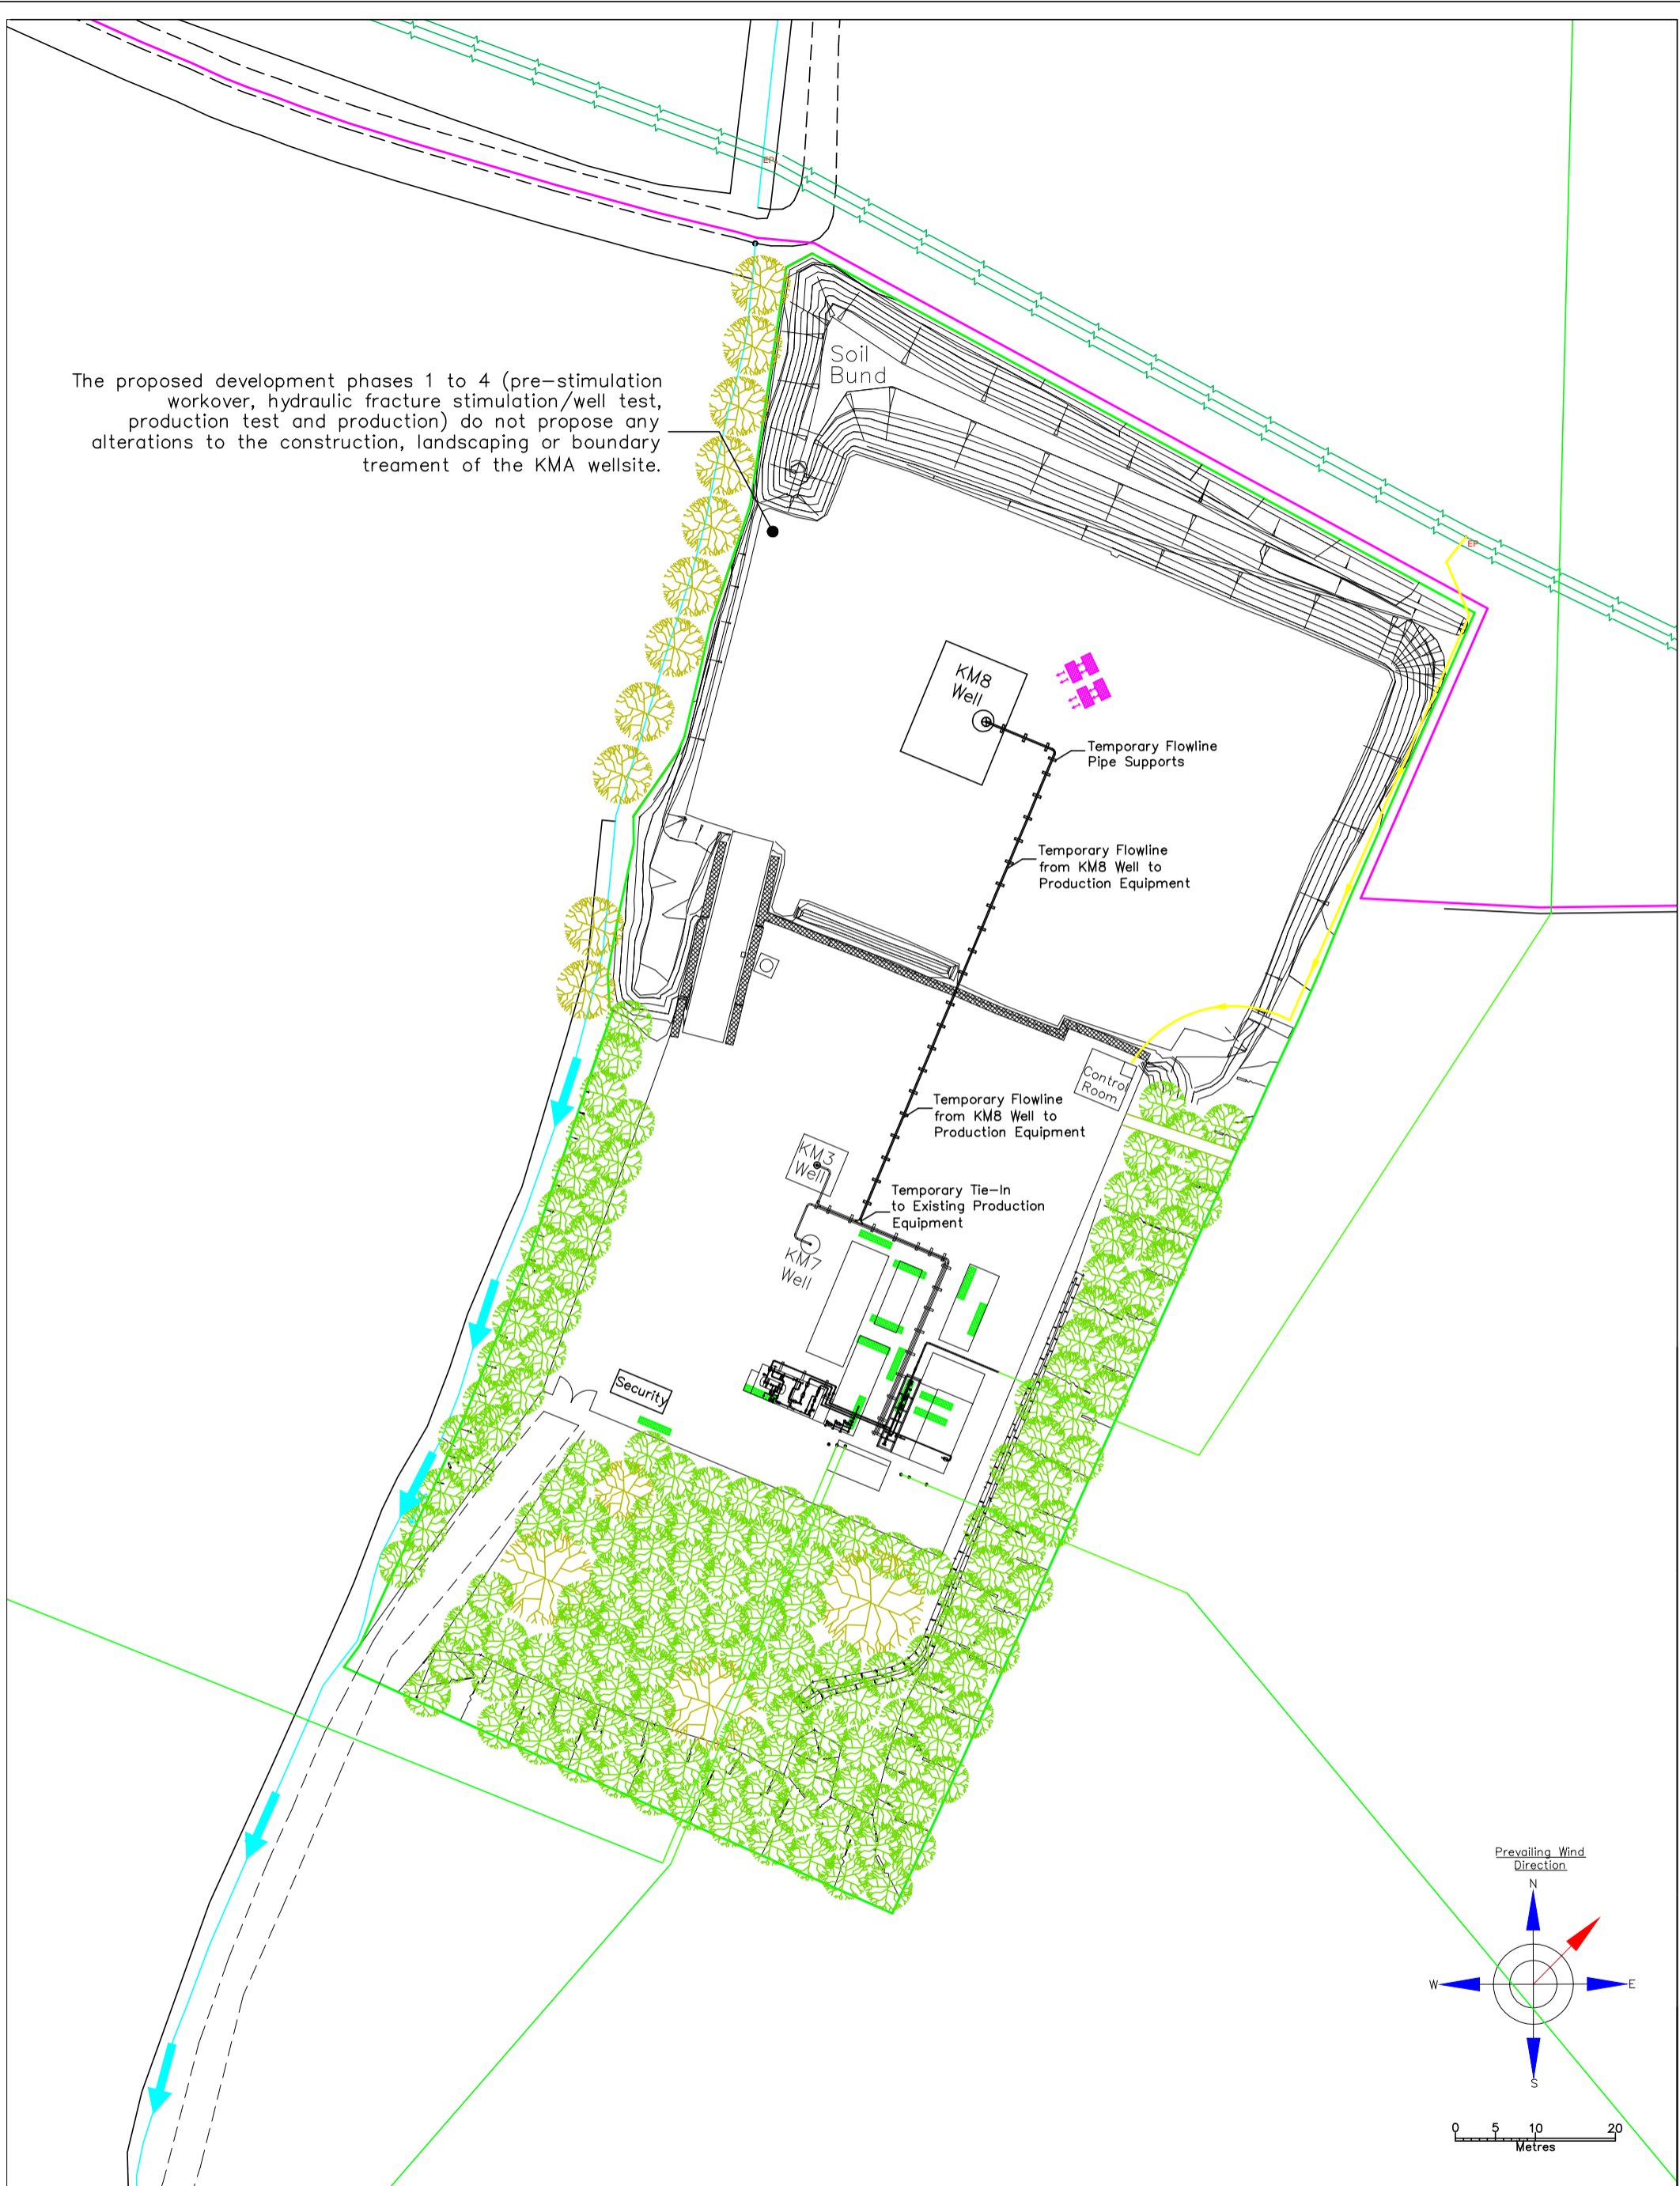 EP
The proposed development phases 1 to 4 (pre-stimulation
workover, hydraulic fracture stimulation/well test,
production test and production) do not propose any
alterations to the construction, landscaping or boundary
treament of the KMA wellsite.
Soil
Bund
EP
KM8
Well
Temporary Flowline
Pipe Supports
Temporary Flowline
from KM8 Well to
Production Equipment
Control
Room
Temporary Flowline
from KM8 Well to
Production Equipment
KM3
Well
Temporary Tie-In
to Existing Production
Equipment
KM7
Well
Security
Prevailing Wind
Direction
N
W
E
S
0 5 10 20
Metres